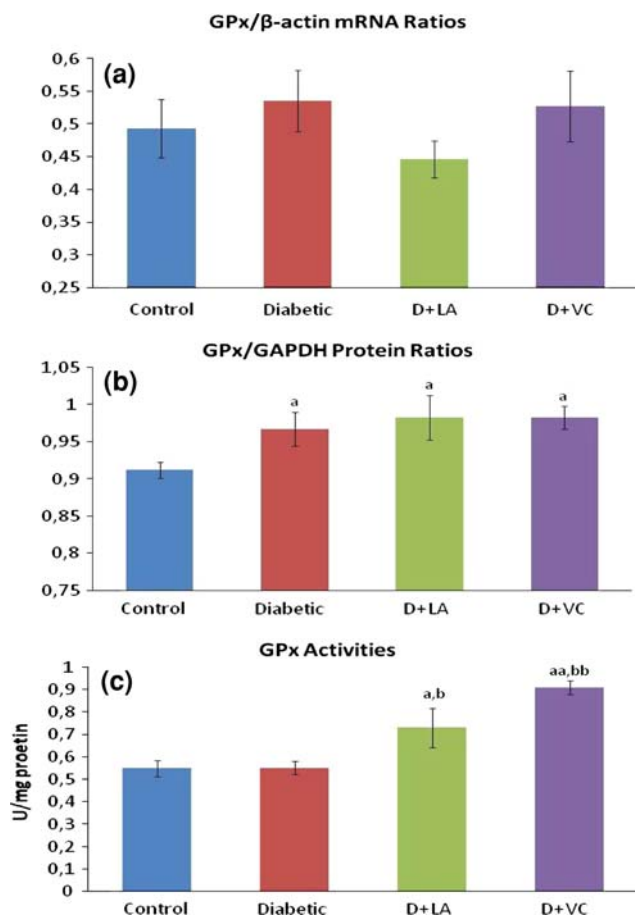 GPx/β-actin mRNA Ratios
(a)
0,6
0,55
0,5
0,45
0,4
0,35
0,3
0,25
Control Diabetic D+LA D+VC
GPx/GAPDH Protein Ratios
(b)
1,05
1
0,95
0,9
0,85
0,8
0,75
a a a
Control Diabetic D+LA D+VC
GPx Activities
(c)
U/mg proetin
1
0,9
0,8
0,7
0,6
0,5
0,4
0,3
0,2
0,1
0
a,b aa,bb
Control Diabetic D+LA D+VC